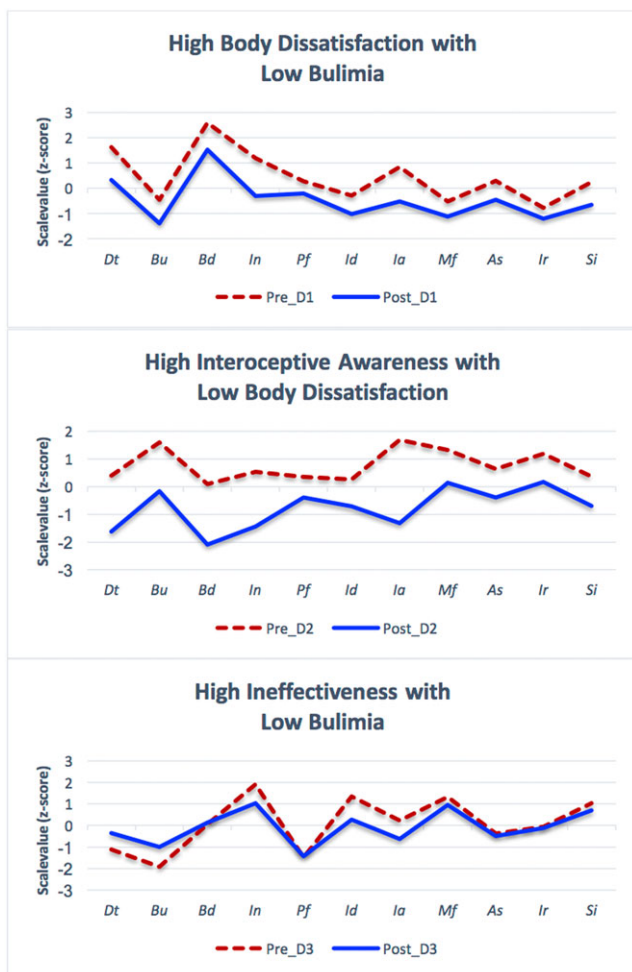 High Body Dissatisfaction with
Low Bulimia
Scalevalue (z-score)
3
2
1
0
-1
-2
Dt Bu Bd In Pf Id Ia Mf As Ir Si
Pre_D1 Post_D1
High Interoceptive Awareness with
Low Body Dissatisfaction
Scalevalue (z-score)
2
1
0
-1
-2
-3
Dt Bu Bd In Pf Id Ia Mf As Ir Si
Pre_D2 Post_D2
High Ineffectiveness with
Low Bulimia
Scalevalue (z-score)
3
2
1
0
-1
-2
-3
Dt Bu Bd In Pf Id Ia Mf As Ir Si
Pre_D3 Post_D3